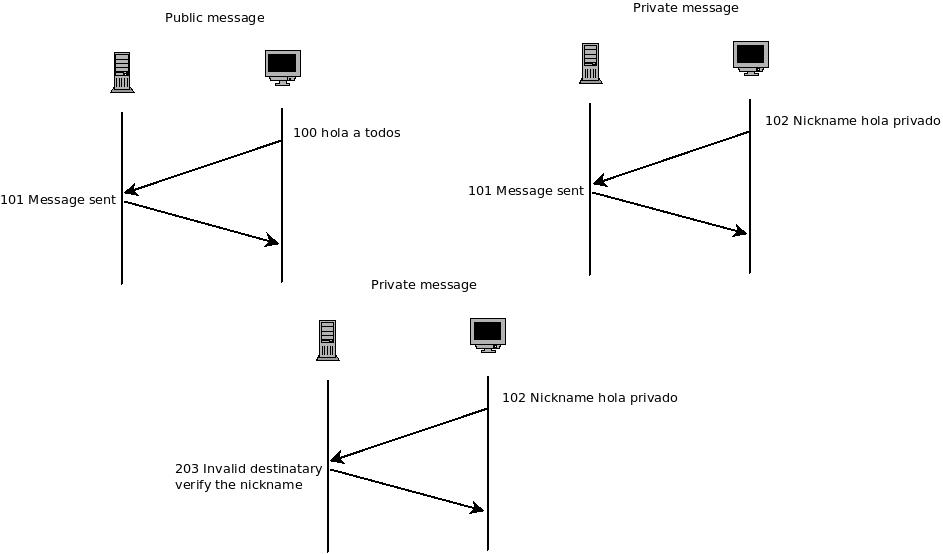 Public message
100 hola a todos
101 Message sent
Private message
102 Nickname hola privado
101 Message sent
Private message
102 Nickname hola privado
203 Invalid destinatary
verify the nickname